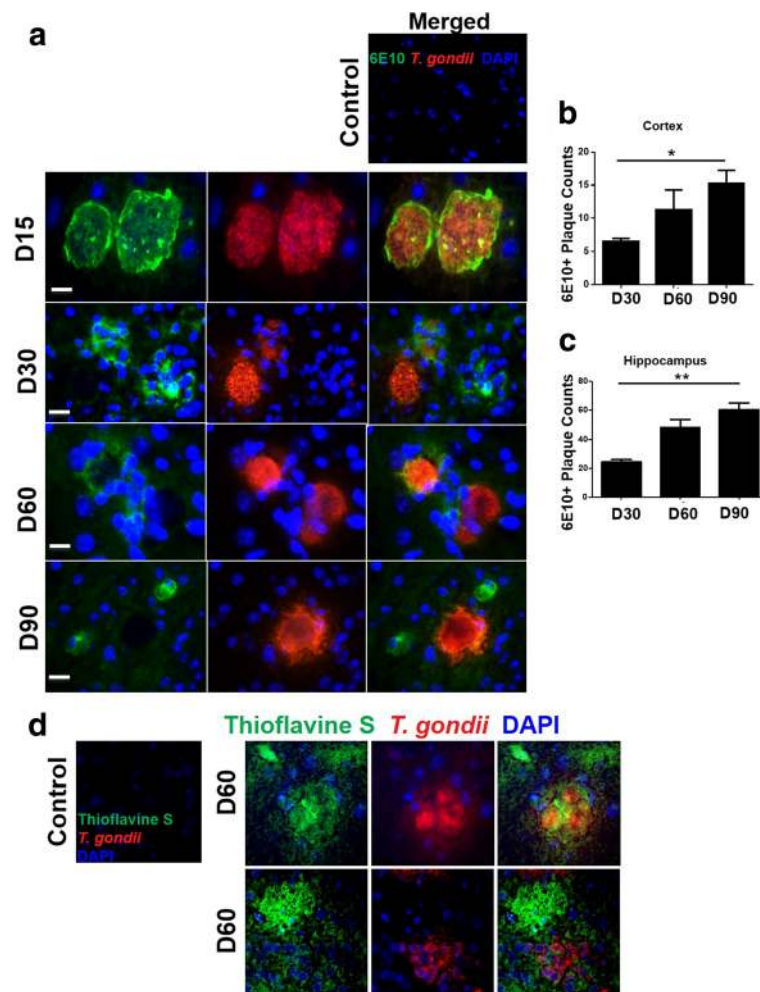 a
Merged
Control
6E10 T. gondii DAPI
D15
D30
D60
D90
b
Cortex
6E10+ Plaque Counts
20
15
10
5
0
*
D30 D60 D90
c
Hippocampus
6E10+ Plaque Counts
80
60
40
20
0
**
D30 D60 D90
d
Control
Thioflavine S
T. gondii
DAPI
Thioflavine S T. gondii DAPI
D60
D60